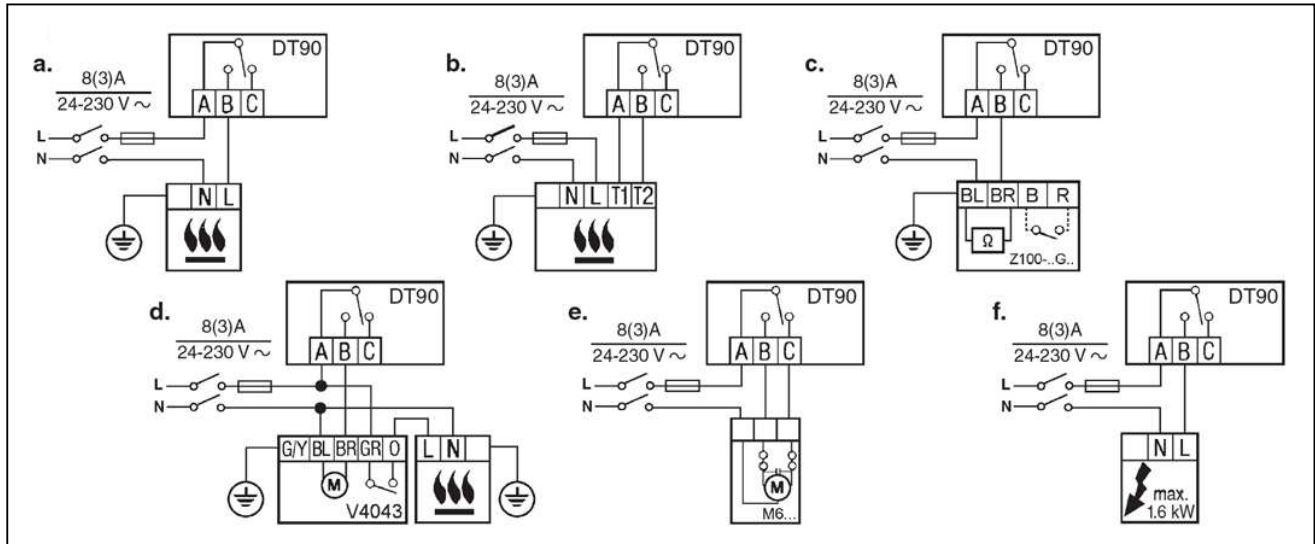 a.
DT90
8(3)A
24-230 V ~
A B C
L
N
N L
b.
DT90
8(3)A
24-230 V ~
A B C
L
N
N L T1 T2
c.
DT90
8(3)A
24-230 V ~
A B C
L
N
BL BR B R
Ω
Z100-..G..
d.
DT90
8(3)A
24-230 V ~
A B C
L
N
G/Y BL BR GR O
L N
M
V4043
e.
DT90
8(3)A
24-230 V ~
A B C
L
N
M
M6...
f.
DT90
8(3)A
24-230 V ~
A B C
L
N
N L
max.
1.6 kW